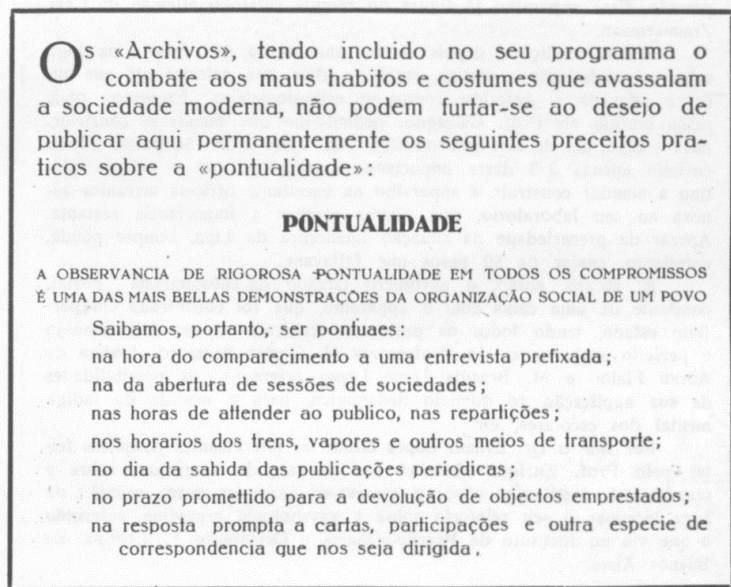 Os «Archivos», tendo incluido no seu programma o
combate aos maus habitos e costumes que avassalam
a sociedade moderna, não podem furtar-se ao desejo de
publicar aqui permanentemente os seguintes preceitos pra-
ticos sobre a «pontualidade»:
PONTUALIDADE
A OBSERVANCIA DE RIGOROSA PONTUALIDADE EM TODOS OS COMPROMISSOS
É UMA DAS MAIS BELLAS DEMONSTRAÇÕES DA ORGANIZAÇÃO SOCIAL DE UM POVO
Saibamos, portanto, ser pontuaes:
na hora do comparecimento a uma entrevista prefixada;
na da abertura de sessões de sociedades;
nas horas de attender ao publico, nas repartições;
nos horarios dos trens, vapores e outros meios de transporte;
no dia da sahida das publicações periodicas;
no prazo promettido para a devolução de objectos emprestados;
na resposta prompta a cartas, participações e outra especie de
correspondencia que nos seja dirigida.